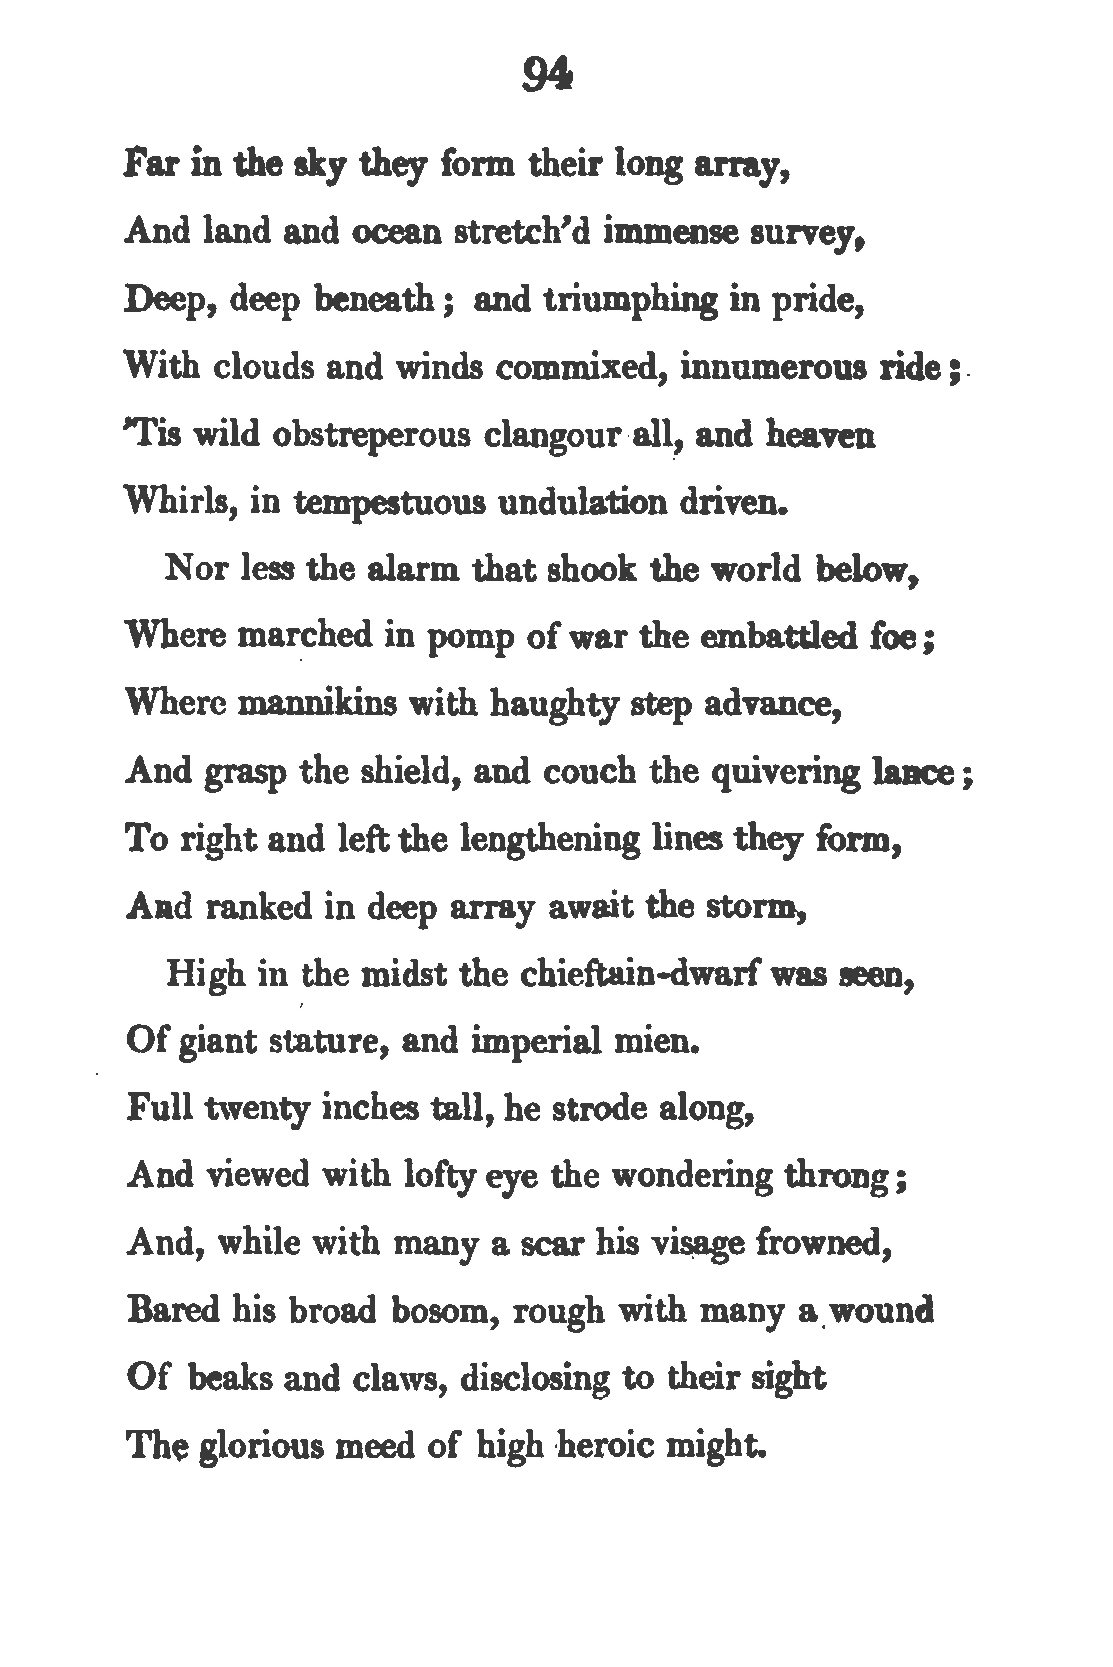 94
Far in the sky they form their long array,
And land and ocean stretch'd immense survey,
Deep, deep beneath ; and triumphing in pride,
With clouds and winds commixed, innumerous ride ;
'Tis wild obstreperous clangour all, and heaven
Whirls, in tempestuous undulation driven.
Nor less the alarm that shook the world below,
Where marched in pomp of war the embattled foe ;
Where mannikins with haughty step advance,
And grasp the shield, and couch the quivering lance ;
To right and left the lengthening lines they form,
And ranked in deep array await the storm,
High in the midst the chieftain-dwarf was seen,
Of giant stature, and imperial mien.
Full twenty inches tall, he strode along,
And viewed with lofty eye the wondering throng ;
And, while with many a scar his visage frowned,
Bared his broad bosom, rough with many a wound
Of beaks and claws, disclosing to their sight
The glorious meed of high heroic might.